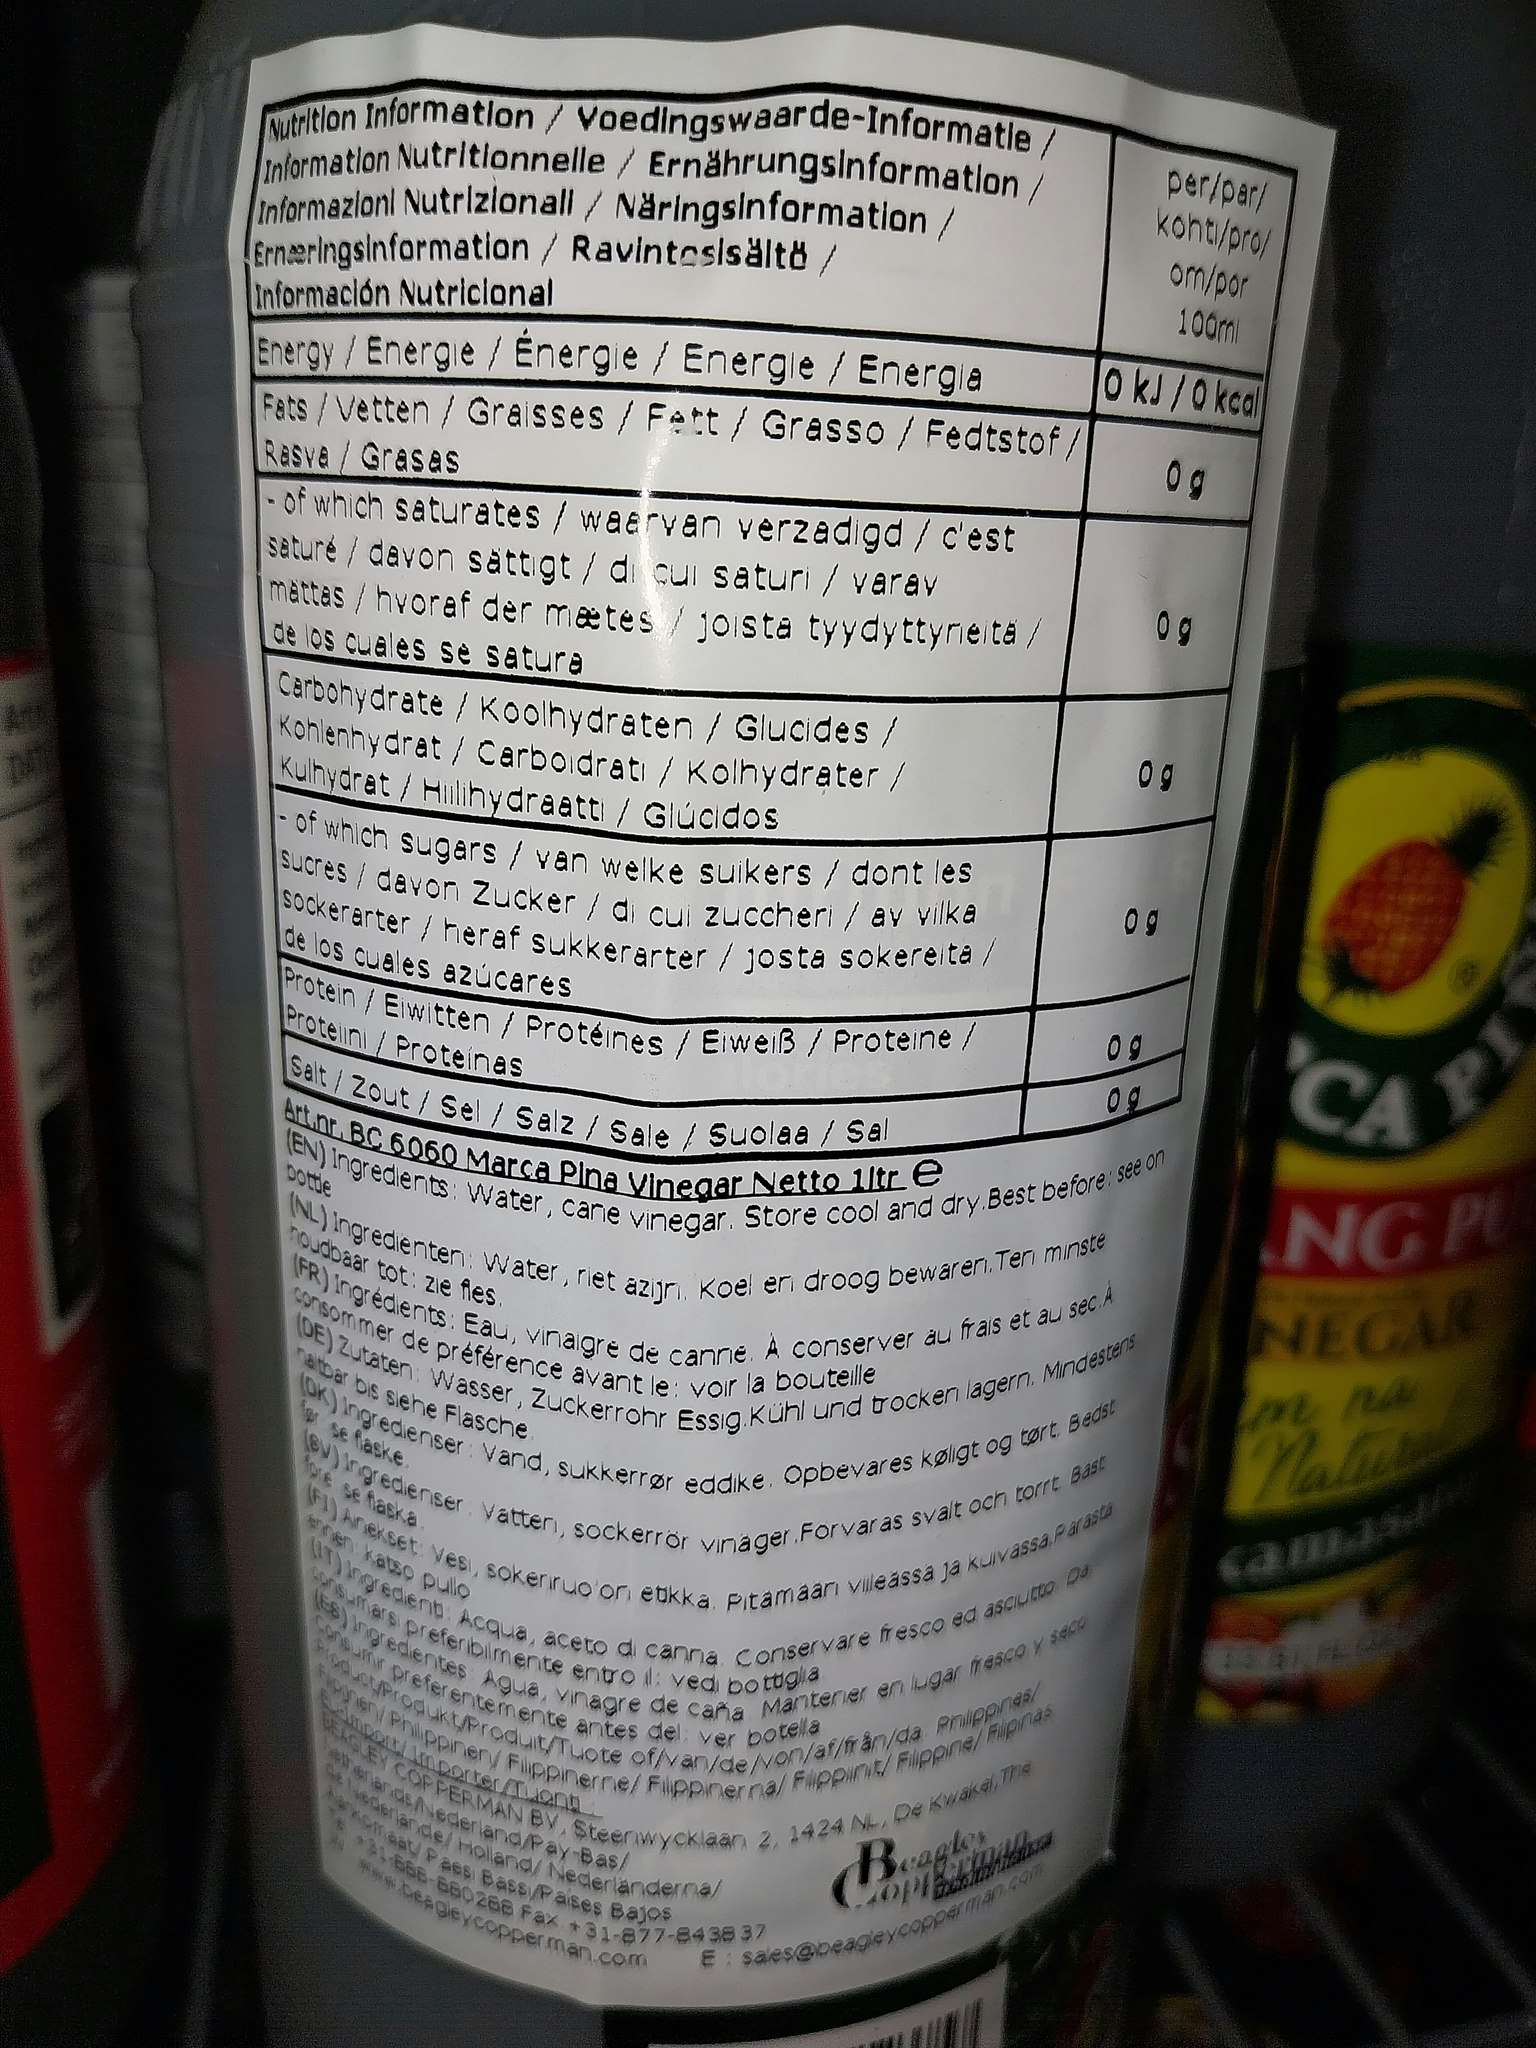 Nutrition Information / Voedingswaarde-Informatie /
Information Nutritionnelle / Ernährungsinformation /
Informazioni Nutrizionali / Näringsinformation /
Ernæringsinformation / Ravintosisältö /
Información Nutricional
per/par/
kohti/pro/
om/por
100ml
Energy / Energie / Énergie / Energie / Energia
0 kJ / 0 kcal
Fats / Vetten / Graisses / Fett / Grasso / Fedtstof /
Rasva / Grasas
0 g
- of which saturates / waarvan verzadigd / c'est
saturé / davon sättigt / di cui saturi / varav
mättas / hvoraf der mætes / joista tyydyttyneitä /
de los cuales se satura
0 g
Carbohydrate / Koolhydraten / Glucides /
Kohlenhydrat / Carboidrati / Kolhydrater /
Kulhydrat / Hiilihydraatti / Glúcidos
0 g
- of which sugars / van welke suikers / dont les
sucres / davon Zucker / di cui zuccheri / av vilka
sockerarter / heraf sukkerarter / josta sokereita /
de los cuales azúcares
0 g
Protein / Eiwitten / Protéines / Eiweiß / Proteine /
Proteiini / Proteínas
0 g
Salt / Zout / Sel / Salz / Sale / Suolaa / Sal
0 g
Art.nr. BC 6060 Marca Pina Vinegar Netto 1ltr e
(EN) Ingredients: Water, cane vinegar. Store cool and dry.Best before: see on
bottle
(NL) Ingredienten: Water, riet azijn. Koel en droog bewaren.Ten minste
houdbaar tot: zie fles.
(FR) Ingrédients: Eau, vinaigre de canne. À conserver au frais et au sec.À
consommer de préférence avant le: voir la bouteille
(DE) Zutaten: Wasser, Zuckerrohr Essig.Kühl und trocken lagern. Mindestens
haltbar bis siehe Flasche.
(DK) Ingredienser: Vand, sukkerrør eddike. Opbevares køligt og tørt. Bedst
før se flaske.
(SV) Ingredienser. Vatten, sockerrör vinäger.Förvaras svalt och torrt. Bäst
före se flaska.
(FI) Ainekset: Vesi, sokeriruo'on etikka. Pitämään viileässä ja kuivassa.Parasta
ennen katso pullo
(IT) Ingredienti: Acqua, aceto di canna. Conservare fresco ed asciutto. Da
consumarsi preferibilmente entro il: vedi bottiglia
(ES) Ingredientes. Agua, vinagre de caña Mantener en lugar fresco y seco
consumir preferentemente antes del: ver botella
Product/Produkt/Produit/Tuote of/van/de/von/af/från/da. Philippines/
Philippinen/ Filippinerne/ Filippinerna/ Filippiinit/ Filippine/ Filipinas
Importer/Tuonti
BEAGLEY COPPERMAN BV, Steenwycklaan 2, 1424 NL, De Kwakel,The
Netherlands/Nederland/Pay-Bas/
Nederlande/ Holland/ Nederländerna/
Alankomaat/ Paesi Bassi/Países Bajos
+31-888-880288 Fax +31-877-843837
www.beagleycopperman.com E : sales@beagleycopperman.com
Beagley
Copperman
CA PI
NG P
NEGAR
na
Natu